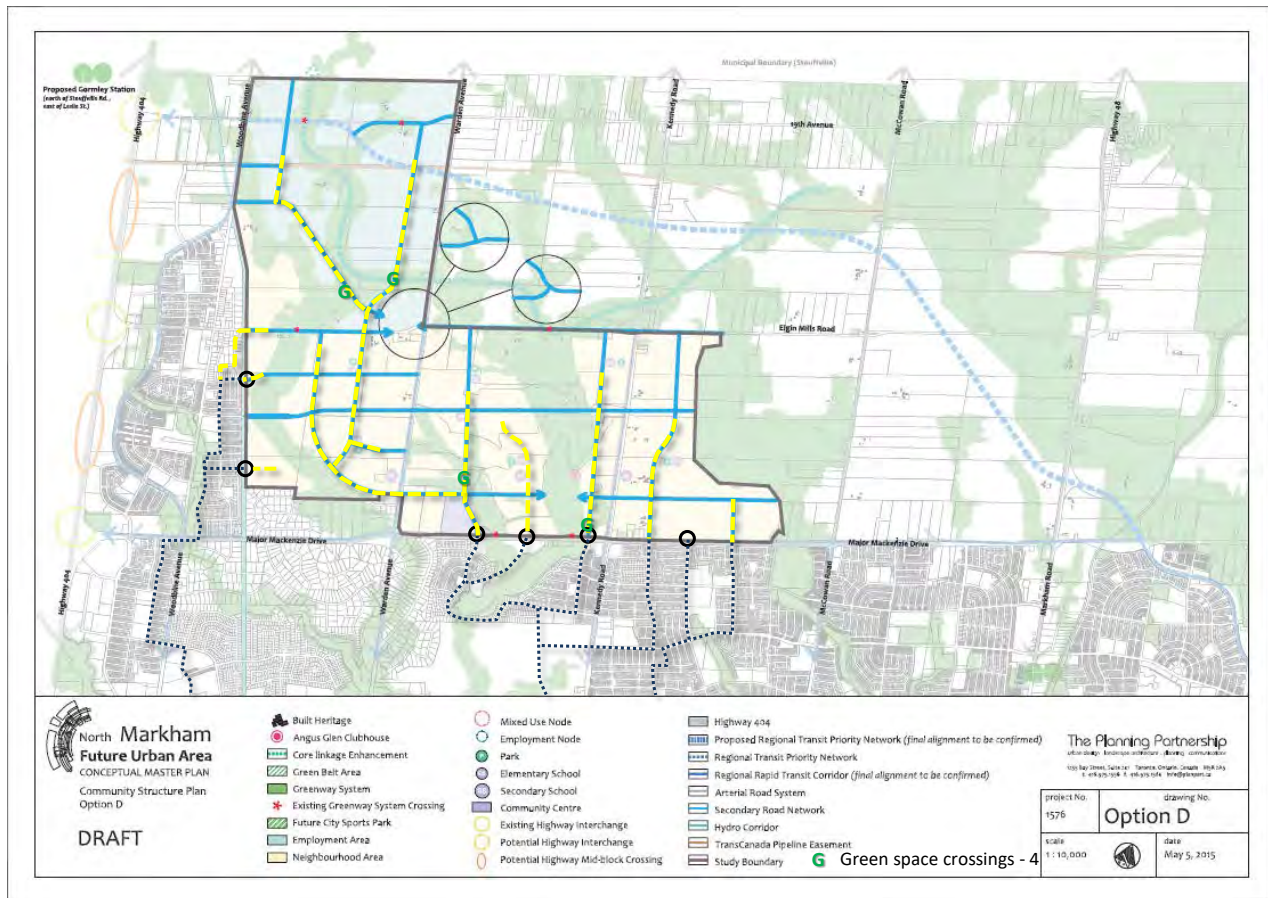 Municipal Boundary (Stouffville)
Proposed Gormley Station
(north of Stouffville Rd.,
east of Leslie St.)
Highway 404
Woodbine Avenue
Warden Avenue
Kennedy Road
McCowan Road
Highway 48
19th Avenue
G
G
Elgin Mills Road
G
G
Major Mackenzie Drive
Major Mackenzie Drive
Highway 404
Woodbine Avenue
Warden Avenue
Kennedy Road
McCowan Road
Markham Road
North Markham
Future Urban Area
CONCEPTUAL MASTER PLAN
Community Structure Plan
Option D
DRAFT
Built Heritage
Angus Glen Clubhouse
Core linkage Enhancement
Green Belt Area
Greenway System
Existing Greenway System Crossing
Future City Sports Park
Employment Area
Neighbourhood Area
Mixed Use Node
Employment Node
Park
Elementary School
Secondary School
Community Centre
Existing Highway Interchange
Potential Highway Interchange
Potential Highway Mid-block Crossing
Highway 404
Proposed Regional Transit Priority Network (final alignment to be confirmed)
Regional Transit Priority Network
Regional Rapid Transit Corridor (final alignment to be confirmed)
Arterial Road System
Secondary Road Network
Hydro Corridor
TransCanada Pipeline Easement
Study Boundary
G Green space crossings - 4
The Planning Partnership
project No.
1576
drawing No.
Option D
scale
1:10,000
date
May 5, 2015